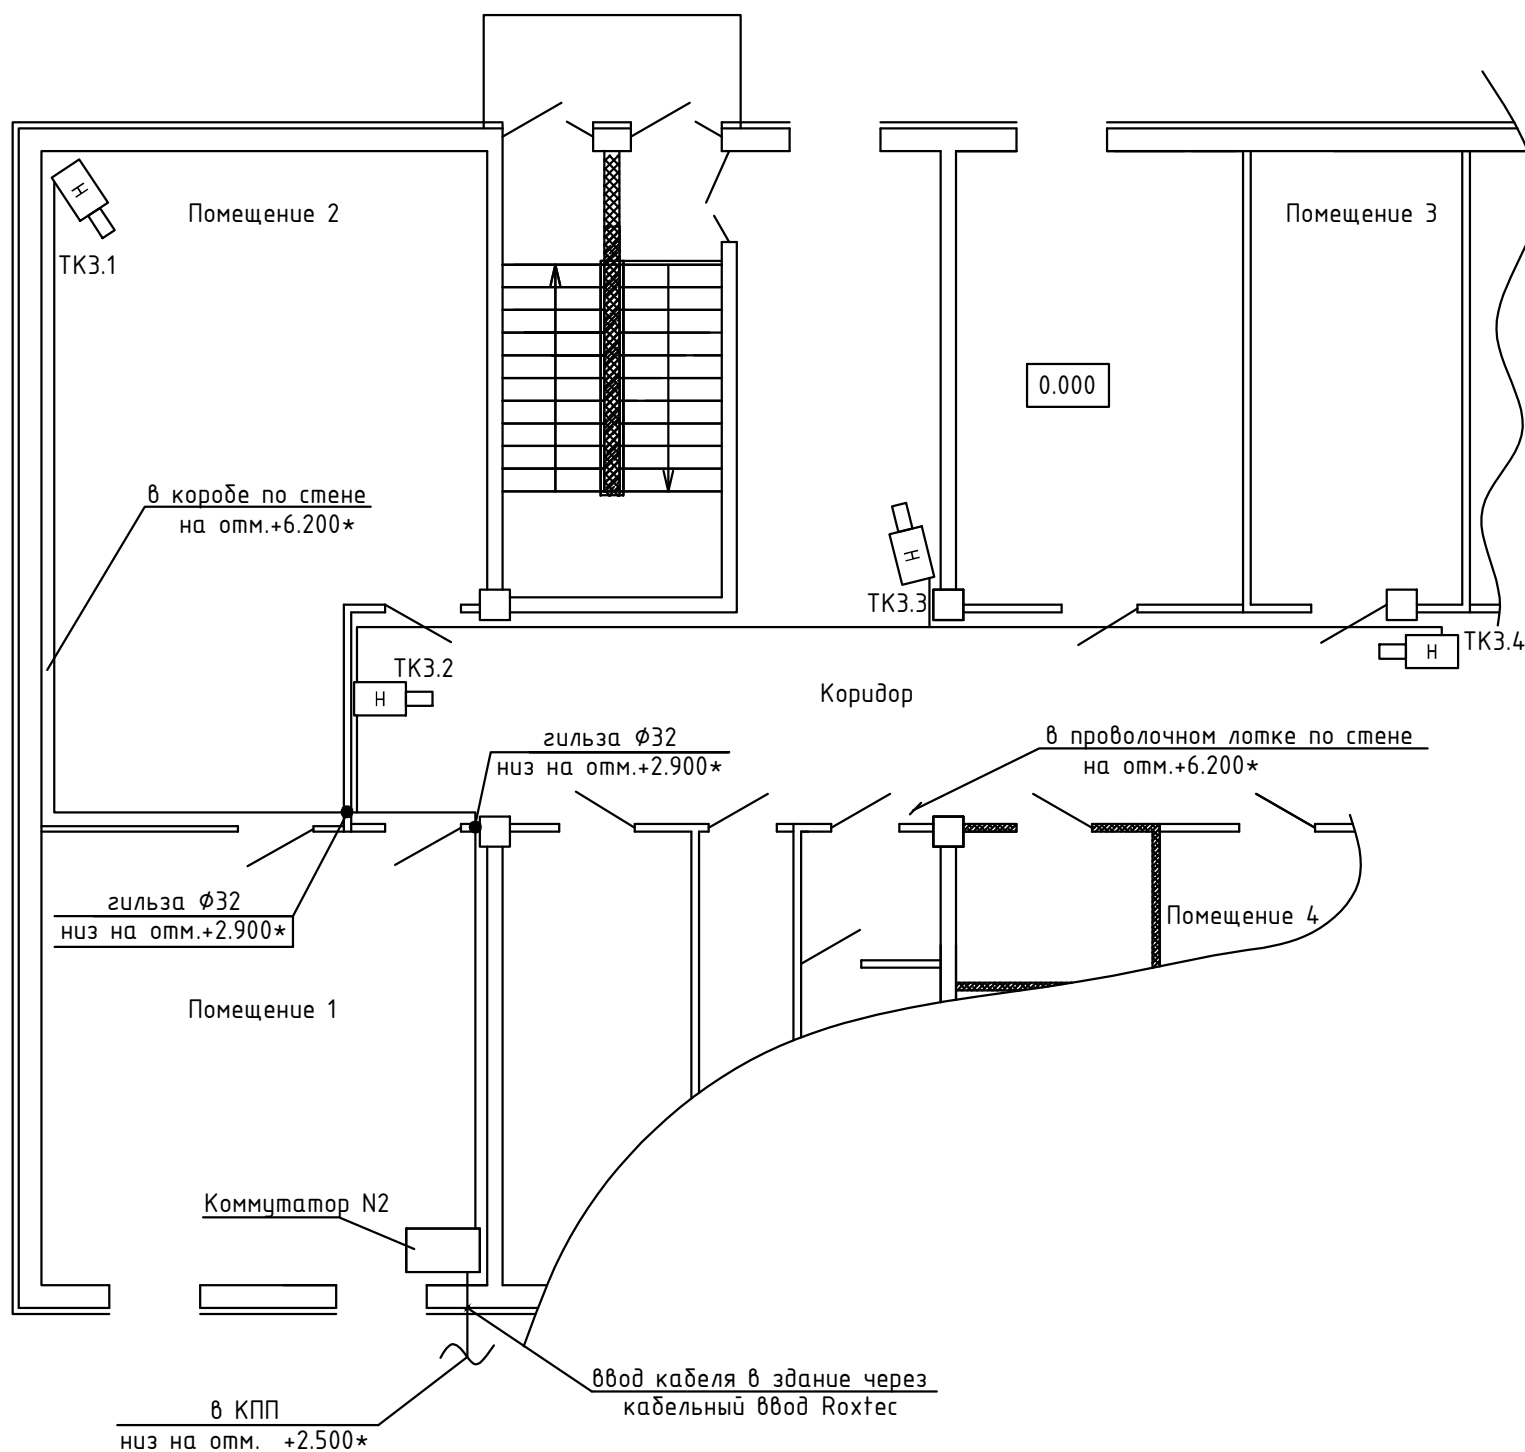 Помещение 2
Помещение 3
Н
ТК3.1
0.000
в коробе по стене
на отм.+6.200*
Н
ТК3.3
ТК3.4
Н
ТК3.2
Н
Коридор
гильза Ф32
низ на отм.+2.900*
в проволочном лотке по стене
на отм.+6.200*
гильза Ф32
низ на отм.+2.900*
Помещение 4
Помещение 1
Коммутатор N2
ввод кабеля в здание через
кабельный ввод Roxtec
в КПП
низ на отм. +2.500*